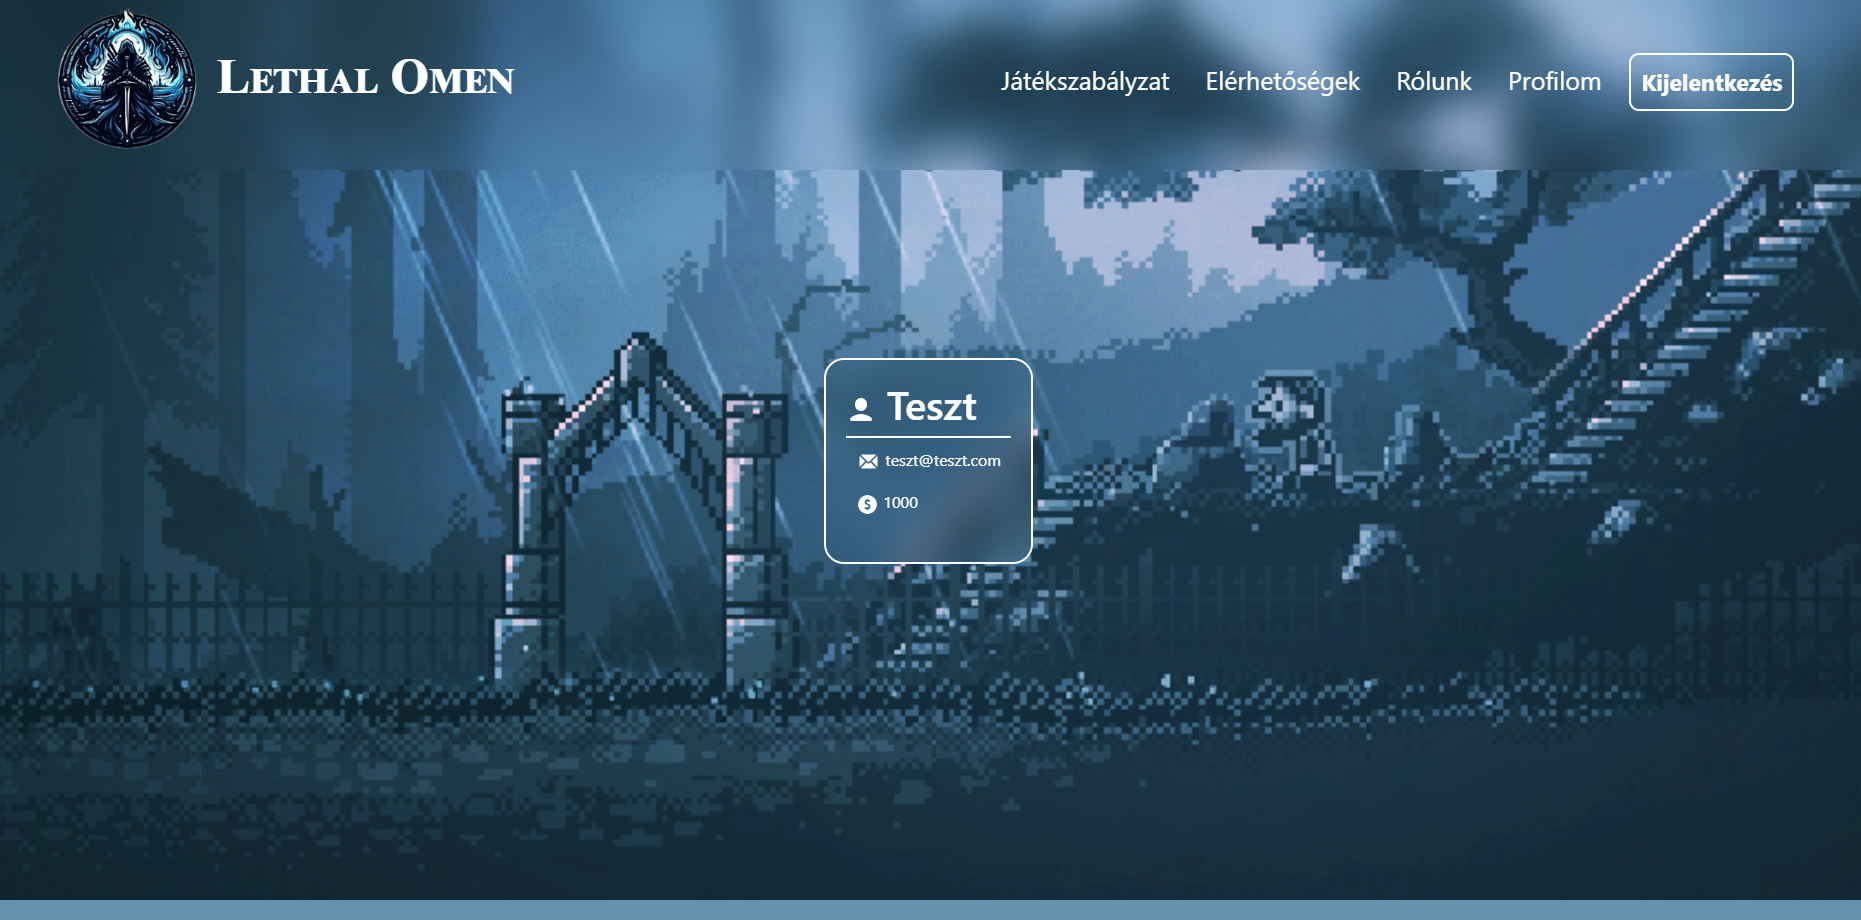 Lethal Omen
Játékszabályzat Elérhetőségek Rólunk Profilom Kijelentkezés
Teszt
teszt@teszt.com
$ 1000